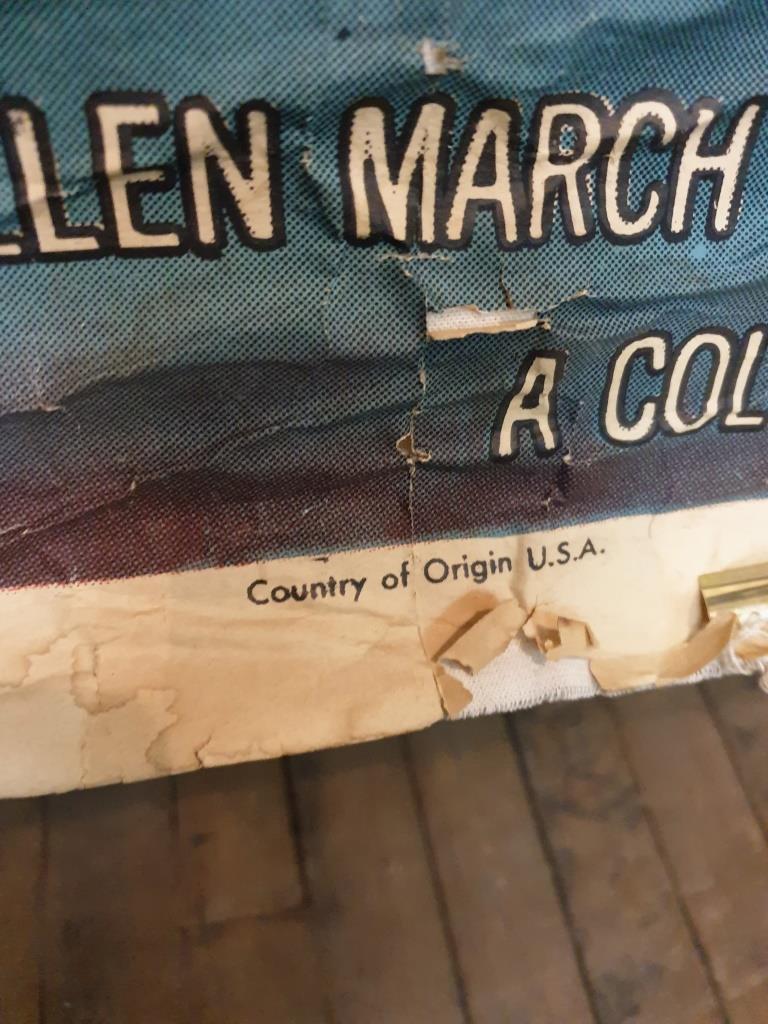 LLEN MARCH
A COL
Country of Origin U.S.A.